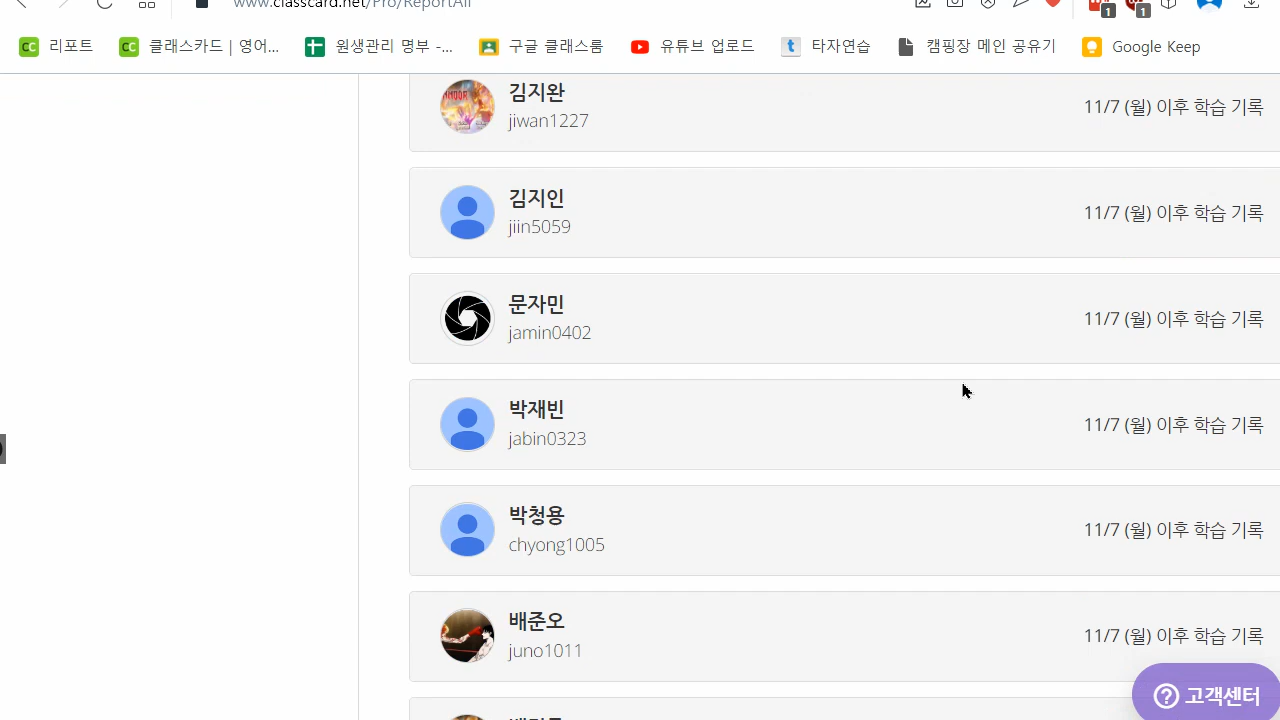 www.classcard.net/Pro/ReportAll
리포트
클래스카드 | 영어...
원생관리 명부 -...
구글 클래스룸
유튜브 업로드
타자연습
캠핑장 메인 공유기
Google Keep
김지완
jiwan1227
11/7 (월) 이후 학습 기록
김지인
jiin5059
11/7 (월) 이후 학습 기록
문자민
jamin0402
11/7 (월) 이후 학습 기록
박재빈
jabin0323
11/7 (월) 이후 학습 기록
박청용
chyong1005
11/7 (월) 이후 학습 기록
배준오
juno1011
11/7 (월) 이후 학습 기록
고객센터